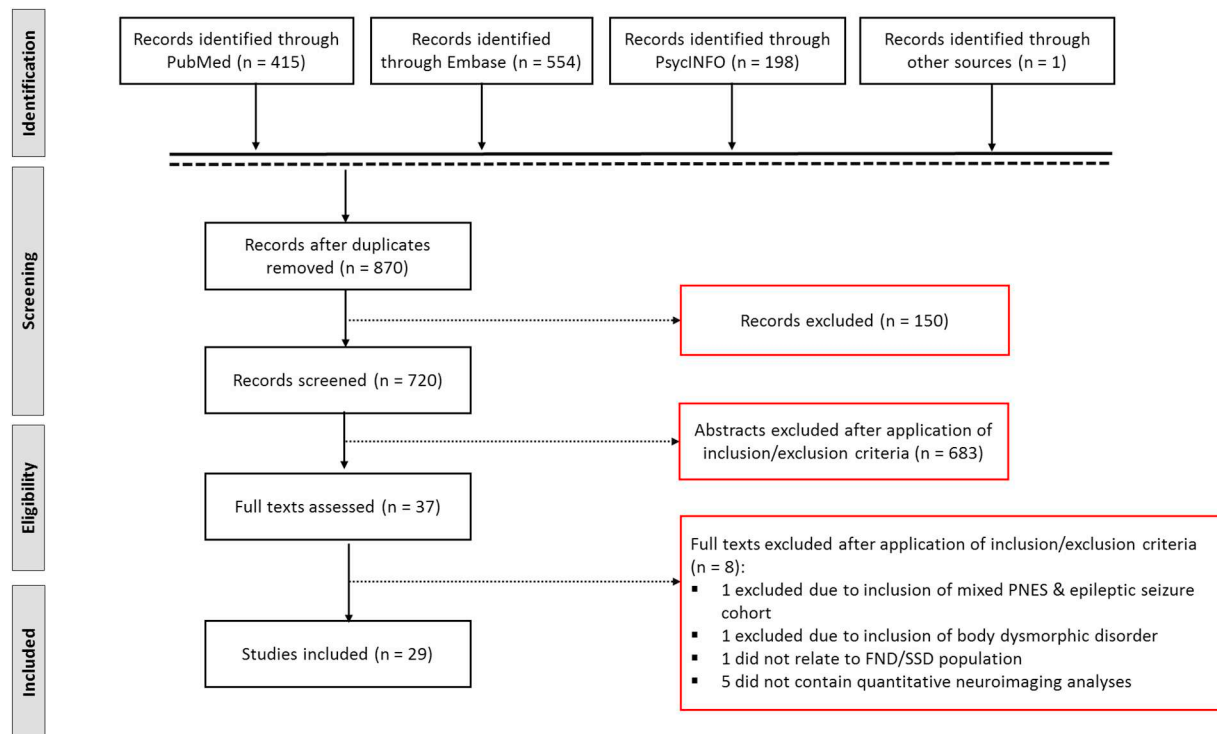 Identification
Records identified through
PubMed (n = 415)
Records identified
through Embase (n = 554)
Records identified through
PsycINFO (n = 198)
Records identified through
other sources (n = 1)
Screening
Records after duplicates
removed (n = 870)
Records excluded (n = 150)
Records screened (n = 720)
Abstracts excluded after application of
inclusion/exclusion criteria (n = 683)
Eligibility
Full texts assessed (n = 37)
Full texts excluded after application of inclusion/exclusion criteria
(n = 8):
▪ 1 excluded due to inclusion of mixed PNES & epileptic seizure
cohort
▪ 1 excluded due to inclusion of body dysmorphic disorder
▪ 1 did not relate to FND/SSD population
▪ 5 did not contain quantitative neuroimaging analyses
Included
Studies included (n = 29)